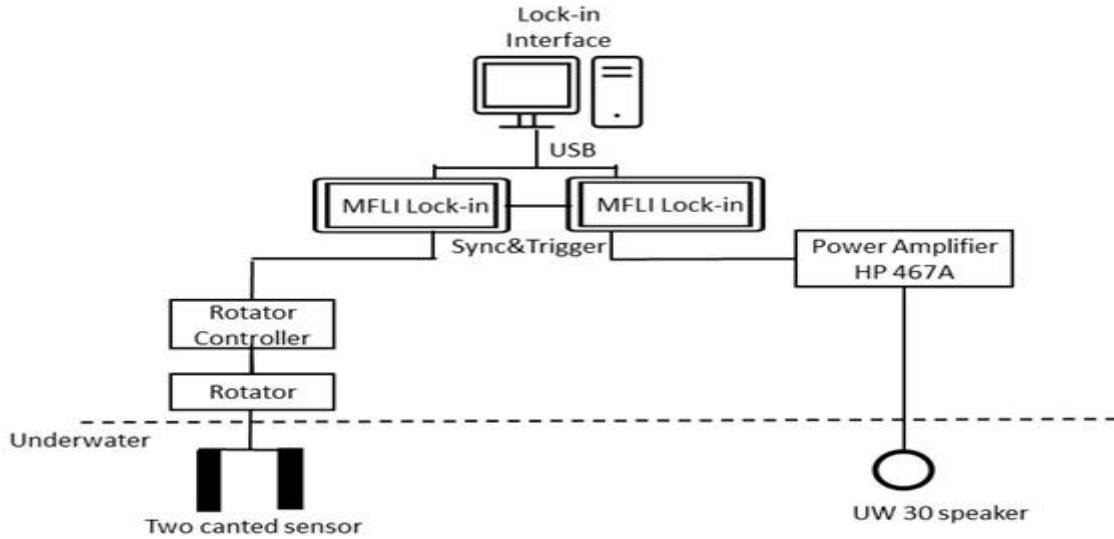 Lock-in
Interface
USB
MFLI Lock-in
MFLI Lock-in
Sync&Trigger
Power Amplifier
HP 467A
Rotator
Controller
Rotator
Underwater
Two canted sensor
UW 30 speaker